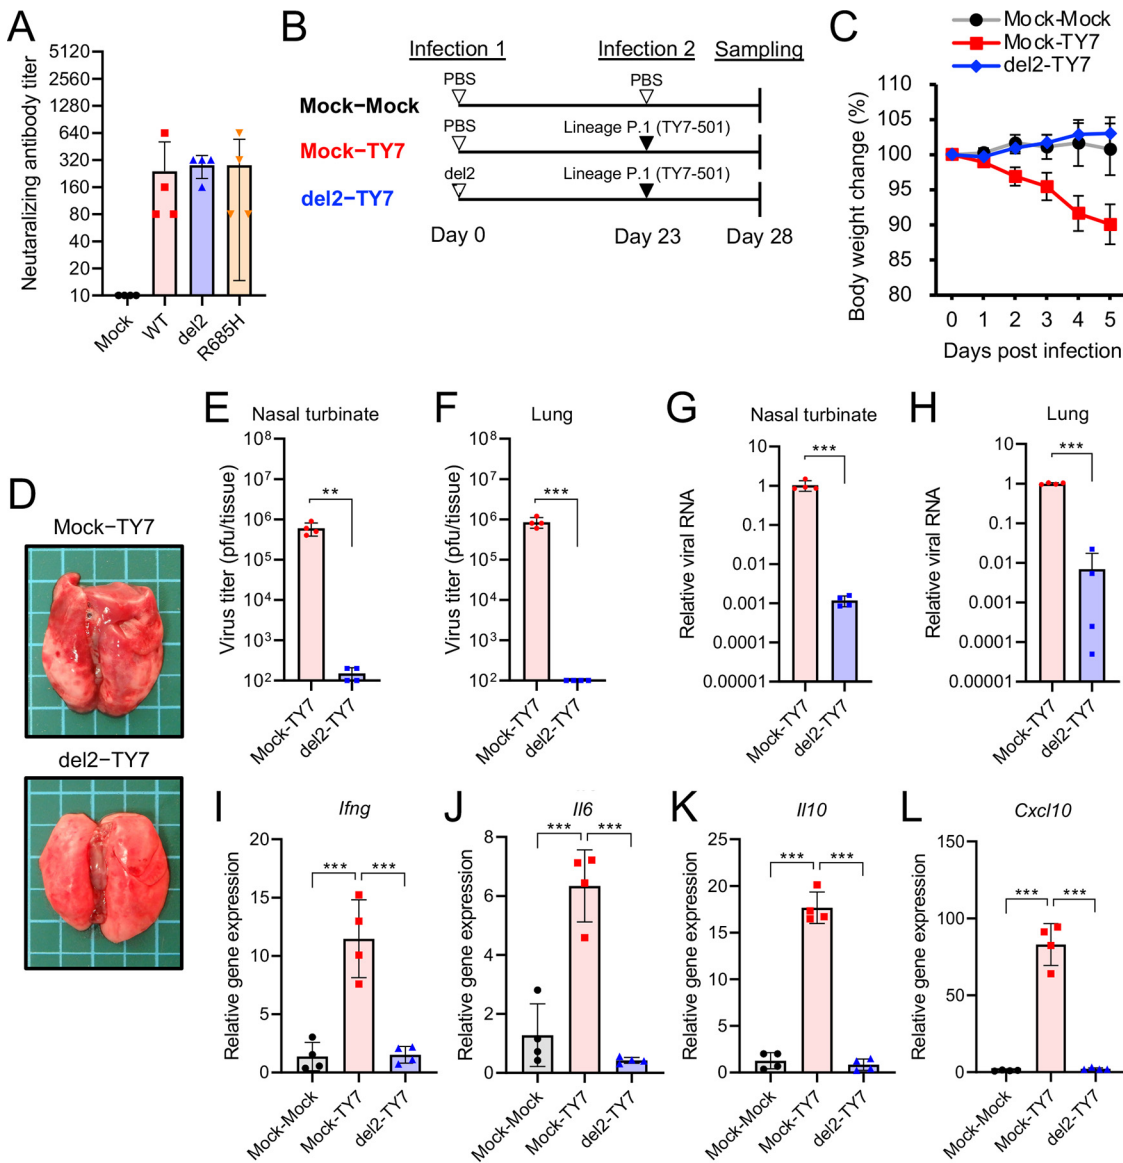 A
Neutaralizing antibody titer
5120
2560
1280
640
320
160
80
40
20
10
Mock
WT
del2
R685H
B
Infection 1
Infection 2
Sampling
PBS
PBS
Mock−Mock
PBS
Lineage P.1 (TY7-501)
Mock−TY7
del2
Lineage P.1 (TY7-501)
del2−TY7
Day 0
Day 23
Day 28
C
Mock-Mock
Mock-TY7
del2-TY7
Body weight change (%)
110
105
100
95
90
85
80
0 1 2 3 4 5
Days post infection
D
Mock−TY7
del2−TY7
E
Nasal turbinate
Virus titer (pfu/tissue)
10⁸
10⁷
10⁶
10⁵
10⁴
10³
10²
**
Mock-TY7
del2-TY7
F
Lung
Virus titer (pfu/tissue)
10⁸
10⁷
10⁶
10⁵
10⁴
10³
10²
***
Mock-TY7
del2-TY7
G
Nasal turbinate
Relative viral RNA
10
1
0.1
0.01
0.001
0.0001
0.00001
***
Mock-TY7
del2-TY7
H
Lung
Relative viral RNA
10
1
0.1
0.01
0.001
0.0001
0.00001
***
Mock-TY7
del2-TY7
I
Ifng
Relative gene expression
20
15
10
5
0
*** ***
Mock-Mock
Mock-TY7
del2-TY7
J
Il6
Relative gene expression
8
6
4
2
0
*** ***
Mock-Mock
Mock-TY7
del2-TY7
K
Il10
Relative gene expression
25
20
15
10
5
0
*** ***
Mock-Mock
Mock-TY7
del2-TY7
L
Cxcl10
Relative gene expression
150
100
50
0
*** ***
Mock-Mock
Mock-TY7
del2-TY7